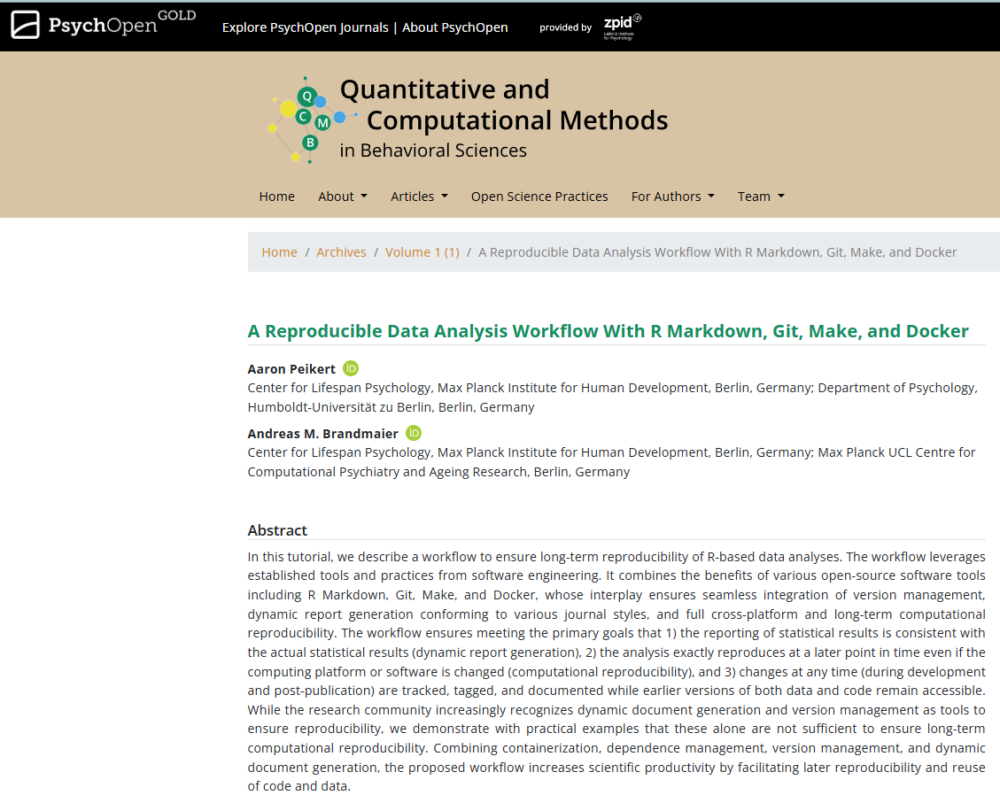 PsychOpen GOLD
Explore PsychOpen Journals | About PsychOpen
provided by
zpid
Leibniz Institute
for Psychology
Q
C
M
B
Quantitative and
Computational Methods
in Behavioral Sciences
Home About Articles Open Science Practices For Authors Team
Home / Archives / Volume 1 (1) / A Reproducible Data Analysis Workflow With R Markdown, Git, Make, and Docker
A Reproducible Data Analysis Workflow With R Markdown, Git, Make, and Docker
Aaron Peikert iD
Center for Lifespan Psychology, Max Planck Institute for Human Development, Berlin, Germany; Department of Psychology,
Humboldt-Universität zu Berlin, Berlin, Germany
Andreas M. Brandmaier iD
Center for Lifespan Psychology, Max Planck Institute for Human Development, Berlin, Germany; Max Planck UCL Centre for
Computational Psychiatry and Ageing Research, Berlin, Germany
Abstract
In this tutorial, we describe a workflow to ensure long-term reproducibility of R-based data analyses. The workflow leverages
established tools and practices from software engineering. It combines the benefits of various open-source software tools
including R Markdown, Git, Make, and Docker, whose interplay ensures seamless integration of version management,
dynamic report generation conforming to various journal styles, and full cross-platform and long-term computational
reproducibility. The workflow ensures meeting the primary goals that 1) the reporting of statistical results is consistent with
the actual statistical results (dynamic report generation), 2) the analysis exactly reproduces at a later point in time even if the
computing platform or software is changed (computational reproducibility), and 3) changes at any time (during development
and post-publication) are tracked, tagged, and documented while earlier versions of both data and code remain accessible.
While the research community increasingly recognizes dynamic document generation and version management as tools to
ensure reproducibility, we demonstrate with practical examples that these alone are not sufficient to ensure long-term
computational reproducibility. Combining containerization, dependence management, version management, and dynamic
document generation, the proposed workflow increases scientific productivity by facilitating later reproducibility and reuse
of code and data.